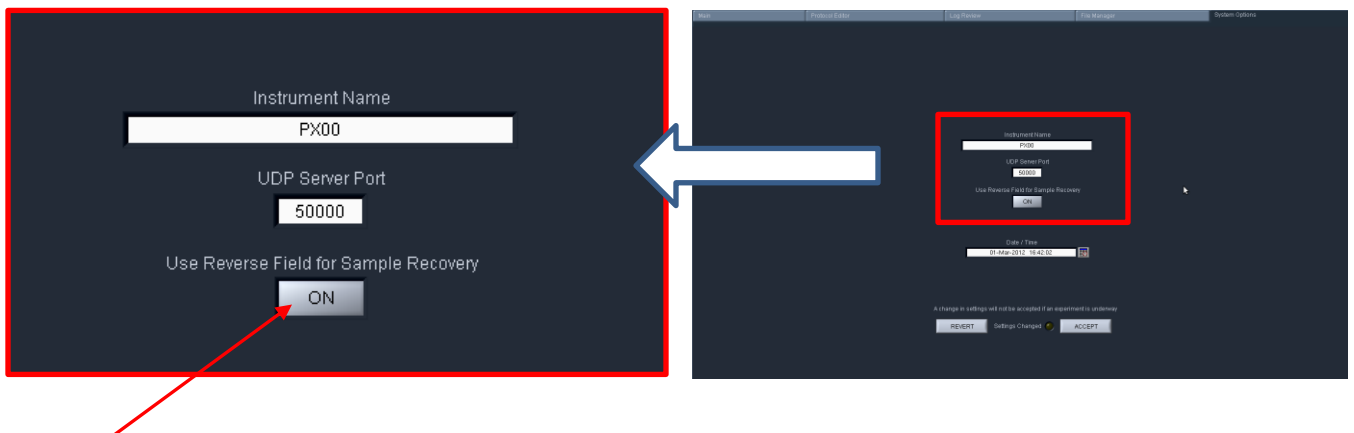 Instrument Name
PX00
UDP Server Port
50000
Use Reverse Field for Sample Recovery
ON
Main Protocol Editor Log Review File Manager System Options
Instrument Name
PX00
UDP Server Port
50000
Use Reverse Field for Sample Recovery
ON
Date / Time
01-Mar-2012 16:42:02
A change in settings will not be accepted if an experiment is underway
REVERT Settings Changed ACCEPT